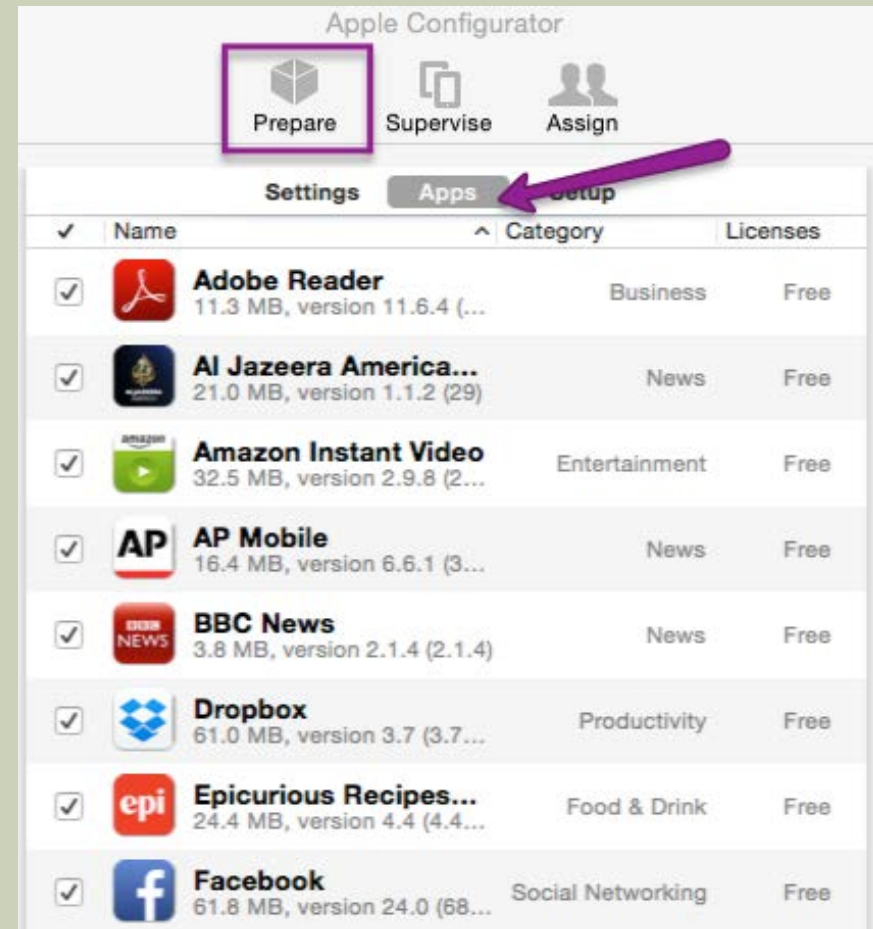 Apple Configurator
Prepare Supervise Assign
Settings Apps Setup
✓ Name ^ Category Licenses
Adobe Reader
11.3 MB, version 11.6.4 (...
Business Free
Al Jazeera America...
21.0 MB, version 1.1.2 (29)
News Free
amazon
Amazon Instant Video
32.5 MB, version 2.9.8 (2...
Entertainment Free
AP
AP Mobile
16.4 MB, version 6.6.1 (3...
News Free
BBC
NEWS
BBC News
3.8 MB, version 2.1.4 (2.1.4)
News Free
Dropbox
61.0 MB, version 3.7 (3.7...
Productivity Free
epi
Epicurious Recipes...
24.4 MB, version 4.4 (4.4...
Food & Drink Free
f
Facebook
61.8 MB, version 24.0 (68...
Social Networking Free